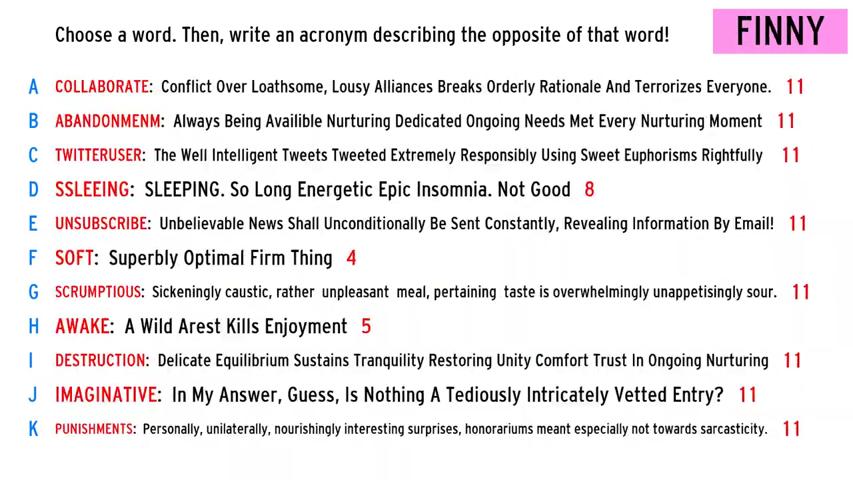 Choose a word. Then, write an acronym describing the opposite of that word!
FINNY
A COLLABORATE: Conflict Over Loathsome, Lousy Alliances Breaks Orderly Rationale And Terrorizes Everyone. 11
B ABANDONMENM: Always Being Availible Nurturing Dedicated Ongoing Needs Met Every Nurturing Moment 11
C TWITTERUSER: The Well Intelligent Tweets Tweeted Extremely Responsibly Using Sweet Euphorisms Rightfully 11
D SSLEEING: SLEEPING. So Long Energetic Epic Insomnia. Not Good 8
E UNSUBSCRIBE: Unbelievable News Shall Unconditionally Be Sent Constantly, Revealing Information By Email! 11
F SOFT: Superbly Optimal Firm Thing 4
G SCRUMPTIOUS: Sickeningly caustic, rather unpleasant meal, pertaining taste is overwhelmingly unappetisingly sour. 11
H AWAKE: A Wild Arest Kills Enjoyment 5
I DESTRUCTION: Delicate Equilibrium Sustains Tranquility Restoring Unity Comfort Trust In Ongoing Nurturing 11
J IMAGINATIVE: In My Answer, Guess, Is Nothing A Tediously Intricately Vetted Entry? 11
K PUNISHMENTS: Personally, unilaterally, nourishingly interesting surprises, honorariums meant especially not towards sarcasticity. 11